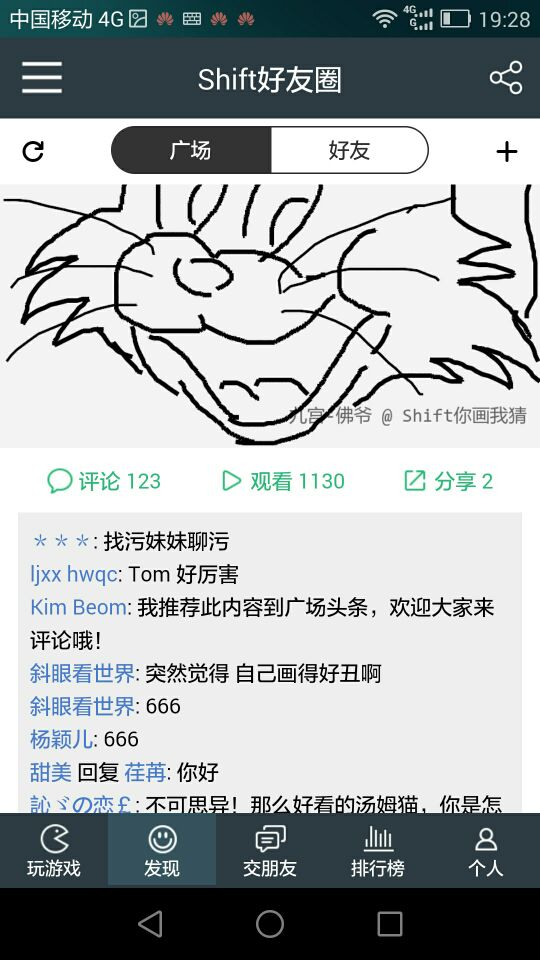 中国移动 4G 4G G 19:28
Shift好友圈
广场 好友
九宫-佛爷 @ Shift你画我猜
评论 123 观看 1130 分享 2
＊＊＊: 找污妹妹聊污
ljxx hwqc: Tom 好厉害
Kim Beom: 我推荐此内容到广场头条，欢迎大家来
评论哦！
斜眼看世界: 突然觉得 自己画得好丑啊
斜眼看世界: 666
杨颖儿: 666
甜美 回复 荏苒: 你好
訫ゞの恋￡: 不可思异！那么好看的汤姆猫，你是怎
玩游戏 发现 交朋友 排行榜 个人